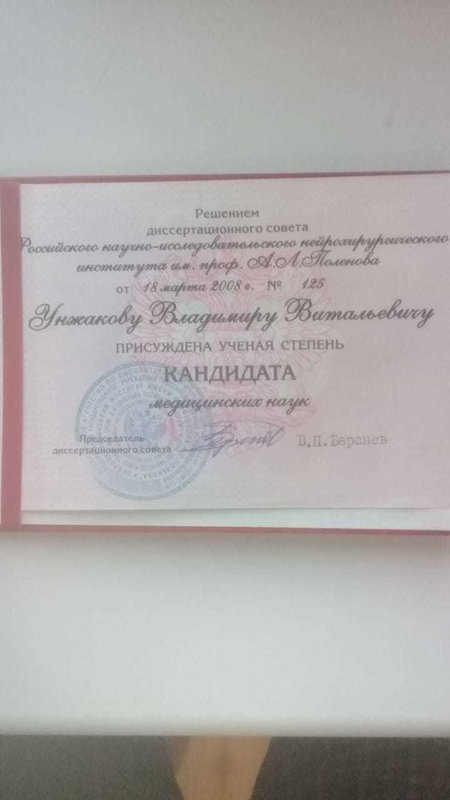 Решением
диссертационного совета
Российского научно-исследовательского нейрохирургического
института им. проф. А.Л.Поленова
от 18 марта 2008 г. № 125
Унжакову Владимиру Витальевичу
ПРИСУЖДЕНА УЧЕНАЯ СТЕПЕНЬ
КАНДИДАТА
медицинских наук
Председатель
диссертационного совета
В.П.Берснев